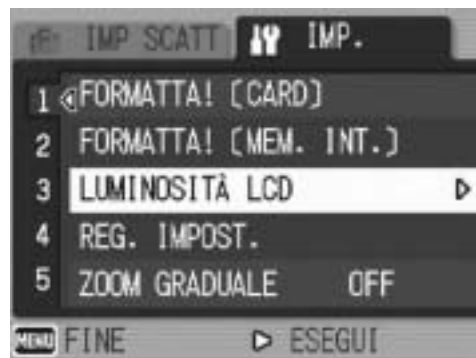 IMP SCATT IMP.
1 FORMATTA! [CARD]
2 FORMATTA! [MEM. INT.]
3 LUMINOSITÀ LCD
4 REG. IMPOST.
5 ZOOM GRADUALE OFF
MENU FINE ESEGUI